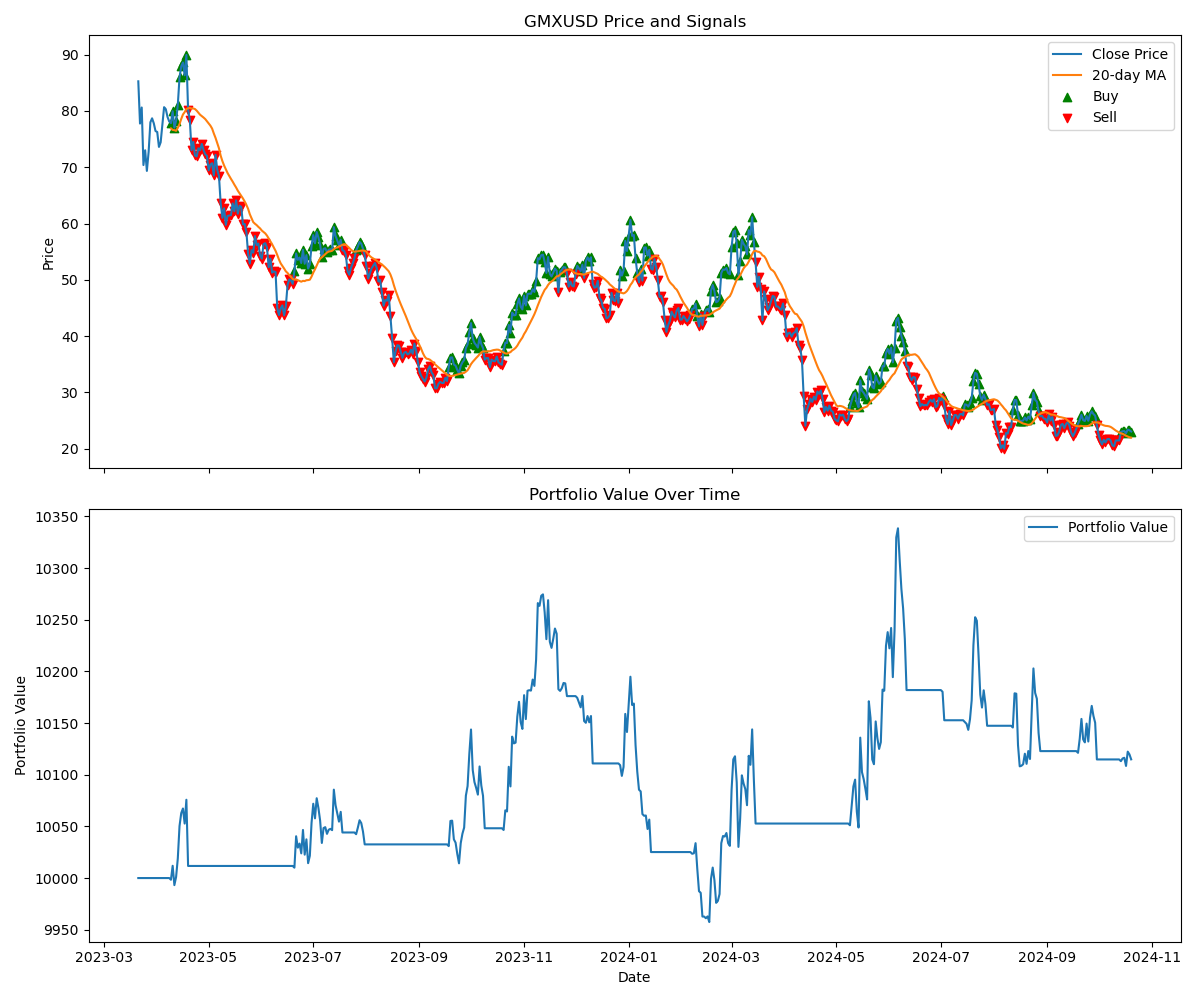 GMXUSD Price and Signals
90
80
70
60
50
40
30
20
Price
Close Price
20-day MA
Buy
Sell
Portfolio Value Over Time
10350
10300
10250
10200
10150
10100
10050
10000
9950
Portfolio Value
Portfolio Value
2023-03
2023-05
2023-07
2023-09
2023-11
2024-01
2024-03
2024-05
2024-07
2024-09
2024-11
Date